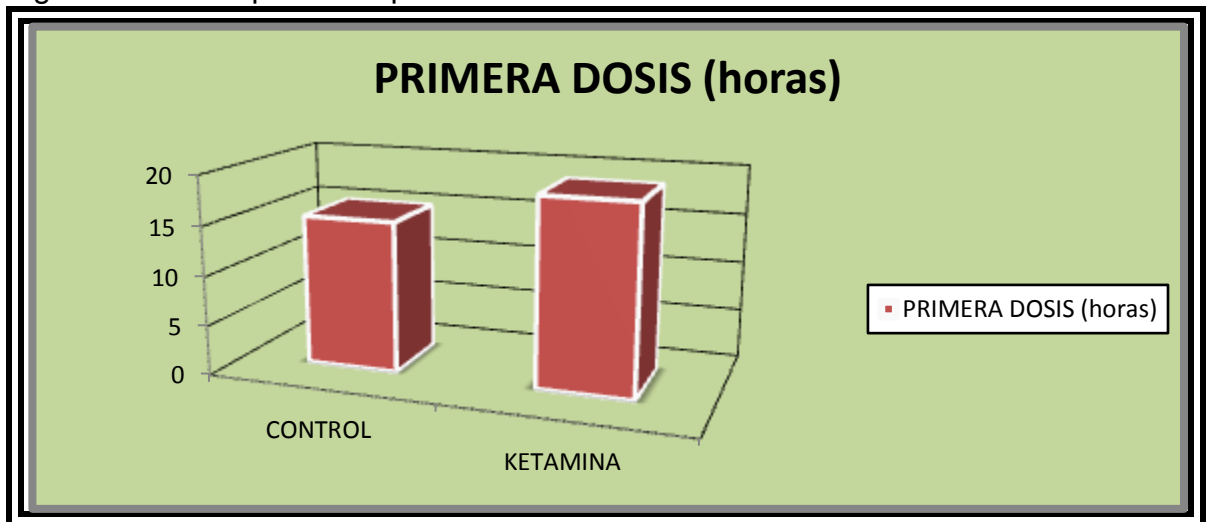 PRIMERA DOSIS (horas)
20
15
10
5
0
CONTROL
KETAMINA
PRIMERA DOSIS (horas)